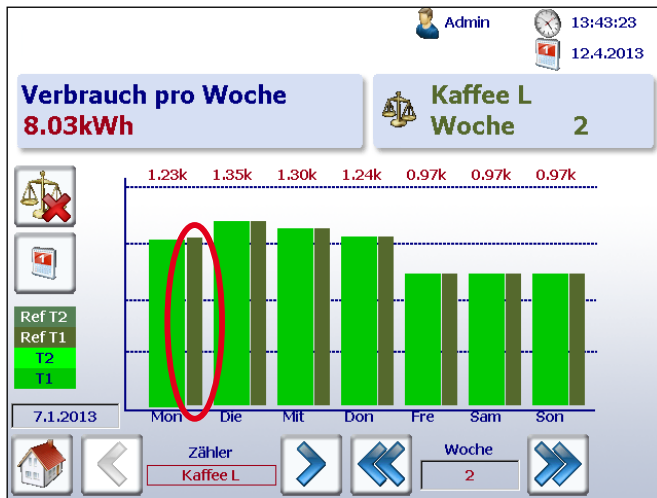 Admin
13:43:23
1
12.4.2013
Verbrauch pro Woche
8.03kWh
Kaffee L
Woche 2
1.23k 1.35k 1.30k 1.24k 0.97k 0.97k 0.97k
1
Ref T2
Ref T1
T2
T1
7.1.2013
Mon Die Mit Don Fre Sam Son
Zähler
Kaffee L
Woche
2